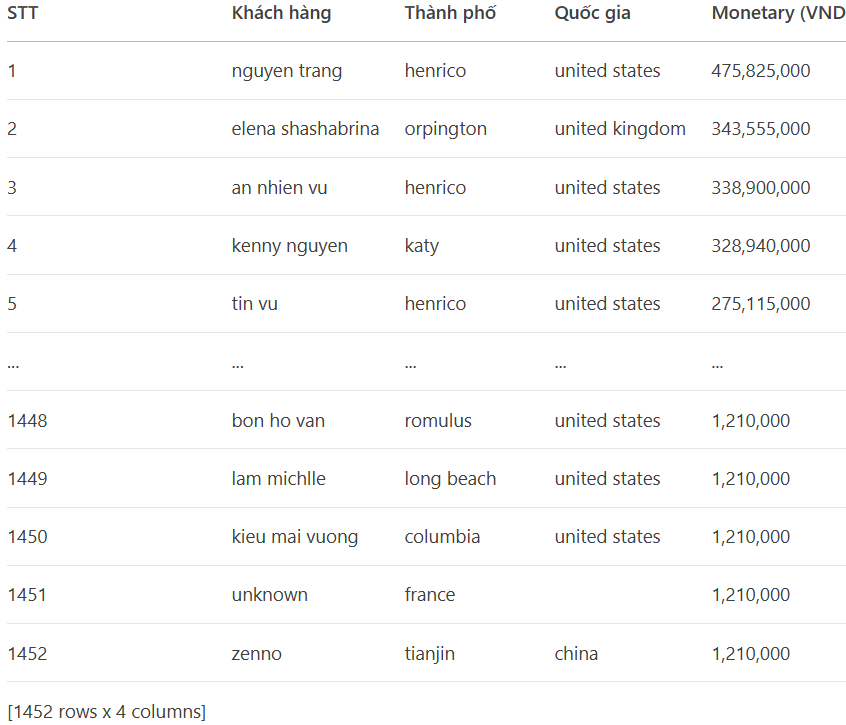 STT Khách hàng Thành phố Quốc gia Monetary (VND
1 nguyen trang henrico united states 475,825,000
2 elena shashabrina orpington united kingdom 343,555,000
3 an nhien vu henrico united states 338,900,000
4 kenny nguyen katy united states 328,940,000
5 tin vu henrico united states 275,115,000
... ... ... ... ...
1448 bon ho van romulus united states 1,210,000
1449 lam michlle long beach united states 1,210,000
1450 kieu mai vuong columbia united states 1,210,000
1451 unknown france 1,210,000
1452 zenno tianjin china 1,210,000
[1452 rows x 4 columns]